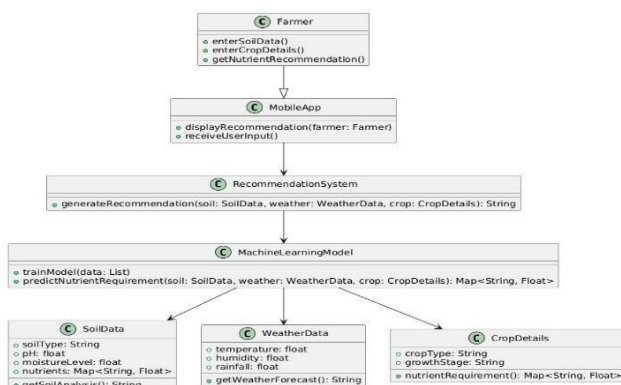 C Farmer
enterSoilData()
enterCropDetails()
getNutrientRecommendation()
C MobileApp
displayRecommendation(farmer: Farmer)
receiveUserInput()
C RecommendationSystem
generateRecommendation(soil: SoilData, weather: WeatherData, crop: CropDetails): String
C MachineLearningModel
trainModel(data: List)
predictNutrientRequirement(soil: SoilData, weather: WeatherData, crop: CropDetails): Map<String, Float>
C SoilData
soilType: String
pH: float
moistureLevel: float
nutrients: Map<String, Float>
getSoilAnalysis(): String
C WeatherData
temperature: float
humidity: float
rainfall: float
getWeatherForecast(): String
C CropDetails
cropType: String
growthStage: String
nutrientRequirement(): Map<String, Float>